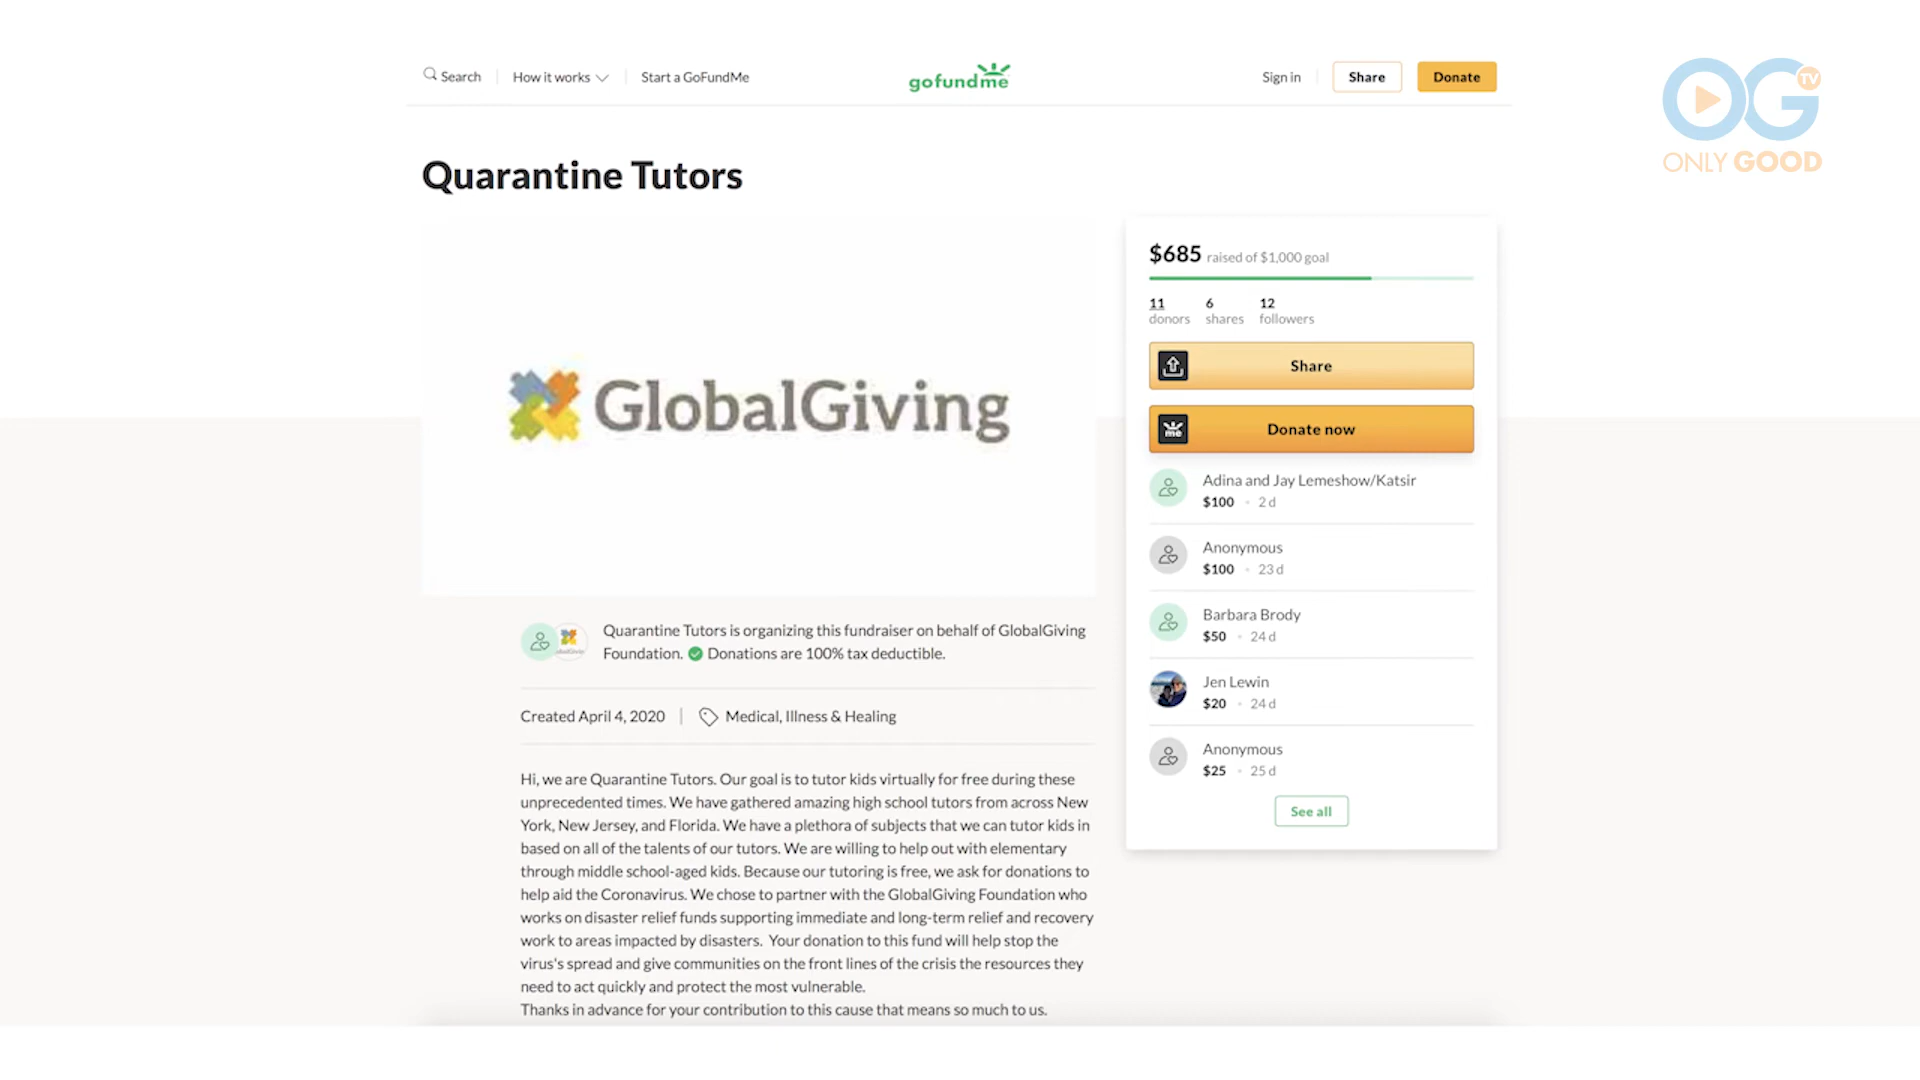 Search
How it works
Start a GoFundMe
gofundme
Sign in
Share
Donate
OG TV
ONLY GOOD
Quarantine Tutors
GlobalGiving
$685 raised of $1,000 goal
11 donors
6 shares
12 followers
Share
me
Donate now
Adina and Jay Lemeshow/Katsir
$100 • 2 d
Anonymous
$100 • 23 d
Barbara Brody
$50 • 24 d
Jen Lewin
$20 • 24 d
Anonymous
$25 • 25 d
See all
Quarantine Tutors is organizing this fundraiser on behalf of GlobalGiving
Foundation. Donations are 100% tax deductible.
Created April 4, 2020 | Medical, Illness & Healing
Hi, we are Quarantine Tutors. Our goal is to tutor kids virtually for free during these
unprecedented times. We have gathered amazing high school tutors from across New
York, New Jersey, and Florida. We have a plethora of subjects that we can tutor kids in
based on all of the talents of our tutors. We are willing to help out with elementary
through middle school-aged kids. Because our tutoring is free, we ask for donations to
help aid the Coronavirus. We chose to partner with the GlobalGiving Foundation who
works on disaster relief funds supporting immediate and long-term relief and recovery
work to areas impacted by disasters. Your donation to this fund will help stop the
virus's spread and give communities on the front lines of the crisis the resources they
need to act quickly and protect the most vulnerable.
Thanks in advance for your contribution to this cause that means so much to us.